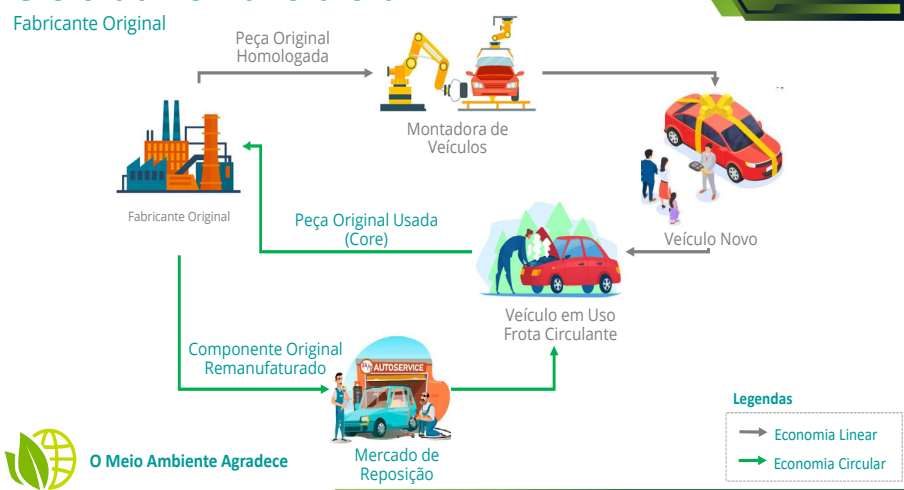 Fabricante Original
Peça Original
Homologada
Montadora de
Veículos
Fabricante Original
Peça Original Usada
(Core)
Veículo Novo
Veículo em Uso
Frota Circulante
Componente Original
Remanufaturado
AUTOSERVICE
Mercado de
Reposição
Legendas
Economia Linear
Economia Circular
O Meio Ambiente Agradece